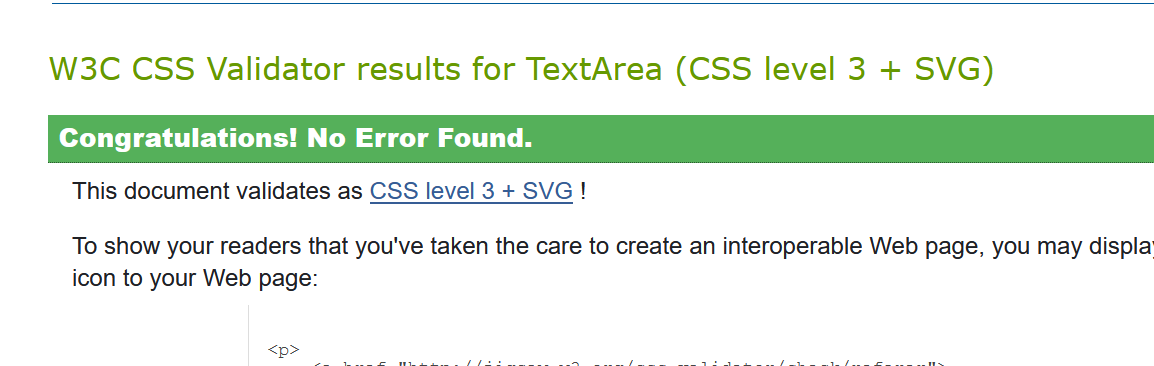 W3C CSS Validator results for TextArea (CSS level 3 + SVG)
Congratulations! No Error Found.
This document validates as CSS level 3 + SVG !
To show your readers that you've taken the care to create an interoperable Web page, you may display
icon to your Web page:
<p>